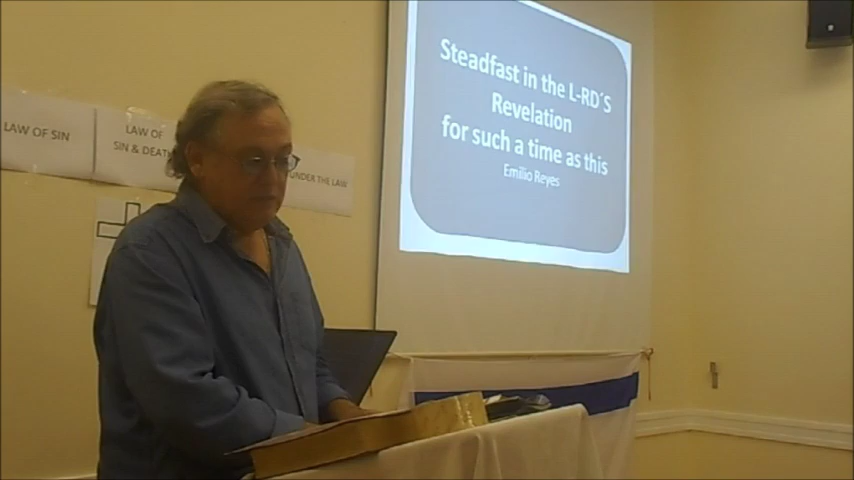 Steadfast in the L-RD´S
Revelation
for such a time as this
Emilio Reyes
LAW OF SIN
LAW OF
SIN & DEATH
UNDER THE LAW